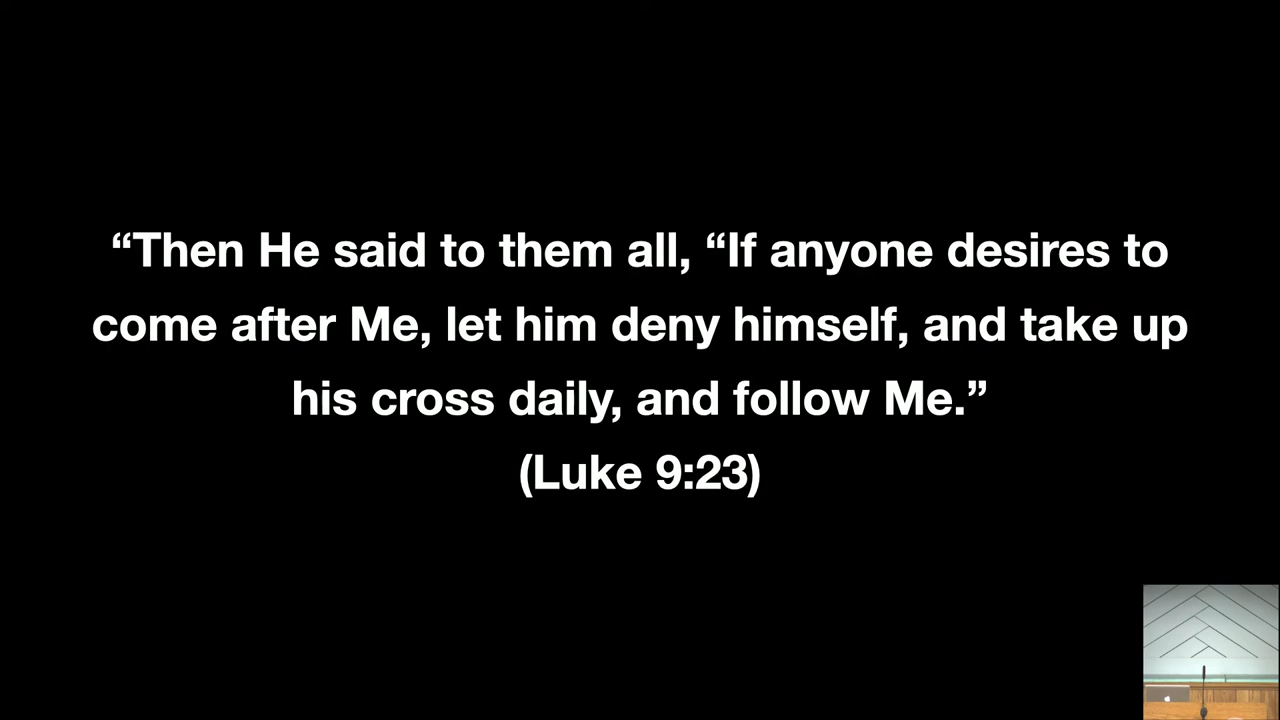 “Then He said to them all, “If anyone desires to
come after Me, let him deny himself, and take up
his cross daily, and follow Me.”
(Luke 9:23)